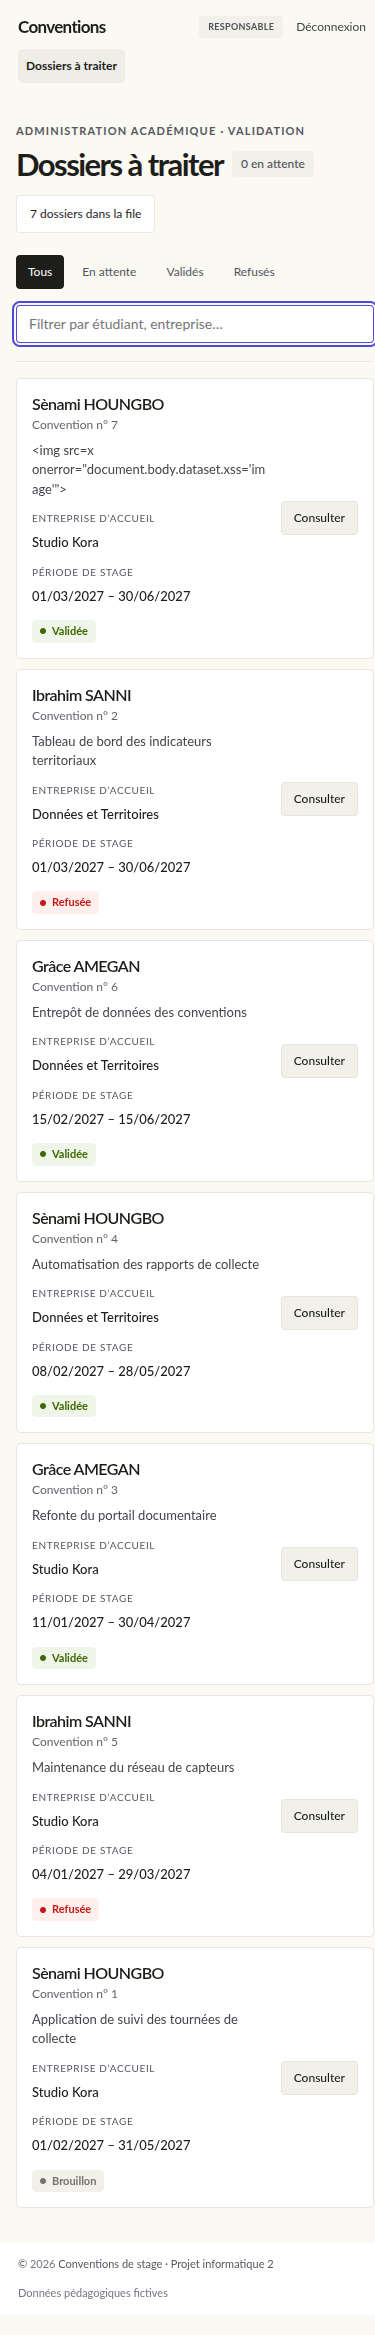 Conventions
RESPONSABLE
Déconnexion
Dossiers à traiter
ADMINISTRATION ACADÉMIQUE · VALIDATION
Dossiers à traiter
0 en attente
7 dossiers dans la file
Tous
En attente
Validés
Refusés
Filtrer par étudiant, entreprise...
Sènami HOUNGBO
Convention n° 7
<img src=x
onerror="document.body.dataset.xss='im
age'">
ENTREPRISE D'ACCUEIL
Studio Kora
PÉRIODE DE STAGE
01/03/2027 – 30/06/2027
Validée
Consulter
Ibrahim SANNI
Convention n° 2
Tableau de bord des indicateurs
territoriaux
ENTREPRISE D'ACCUEIL
Données et Territoires
PÉRIODE DE STAGE
01/03/2027 – 30/06/2027
Refusée
Consulter
Grâce AMEGAN
Convention n° 6
Entrepôt de données des conventions
ENTREPRISE D'ACCUEIL
Données et Territoires
PÉRIODE DE STAGE
15/02/2027 – 15/06/2027
Validée
Consulter
Sènami HOUNGBO
Convention n° 4
Automatisation des rapports de collecte
ENTREPRISE D'ACCUEIL
Données et Territoires
PÉRIODE DE STAGE
08/02/2027 – 28/05/2027
Validée
Consulter
Grâce AMEGAN
Convention n° 3
Refonte du portail documentaire
ENTREPRISE D'ACCUEIL
Studio Kora
PÉRIODE DE STAGE
11/01/2027 – 30/04/2027
Validée
Consulter
Ibrahim SANNI
Convention n° 5
Maintenance du réseau de capteurs
ENTREPRISE D'ACCUEIL
Studio Kora
PÉRIODE DE STAGE
04/01/2027 – 29/03/2027
Refusée
Consulter
Sènami HOUNGBO
Convention n° 1
Application de suivi des tournées de
collecte
ENTREPRISE D'ACCUEIL
Studio Kora
PÉRIODE DE STAGE
01/02/2027 – 31/05/2027
Brouillon
Consulter
© 2026 Conventions de stage · Projet informatique 2
Données pédagogiques fictives